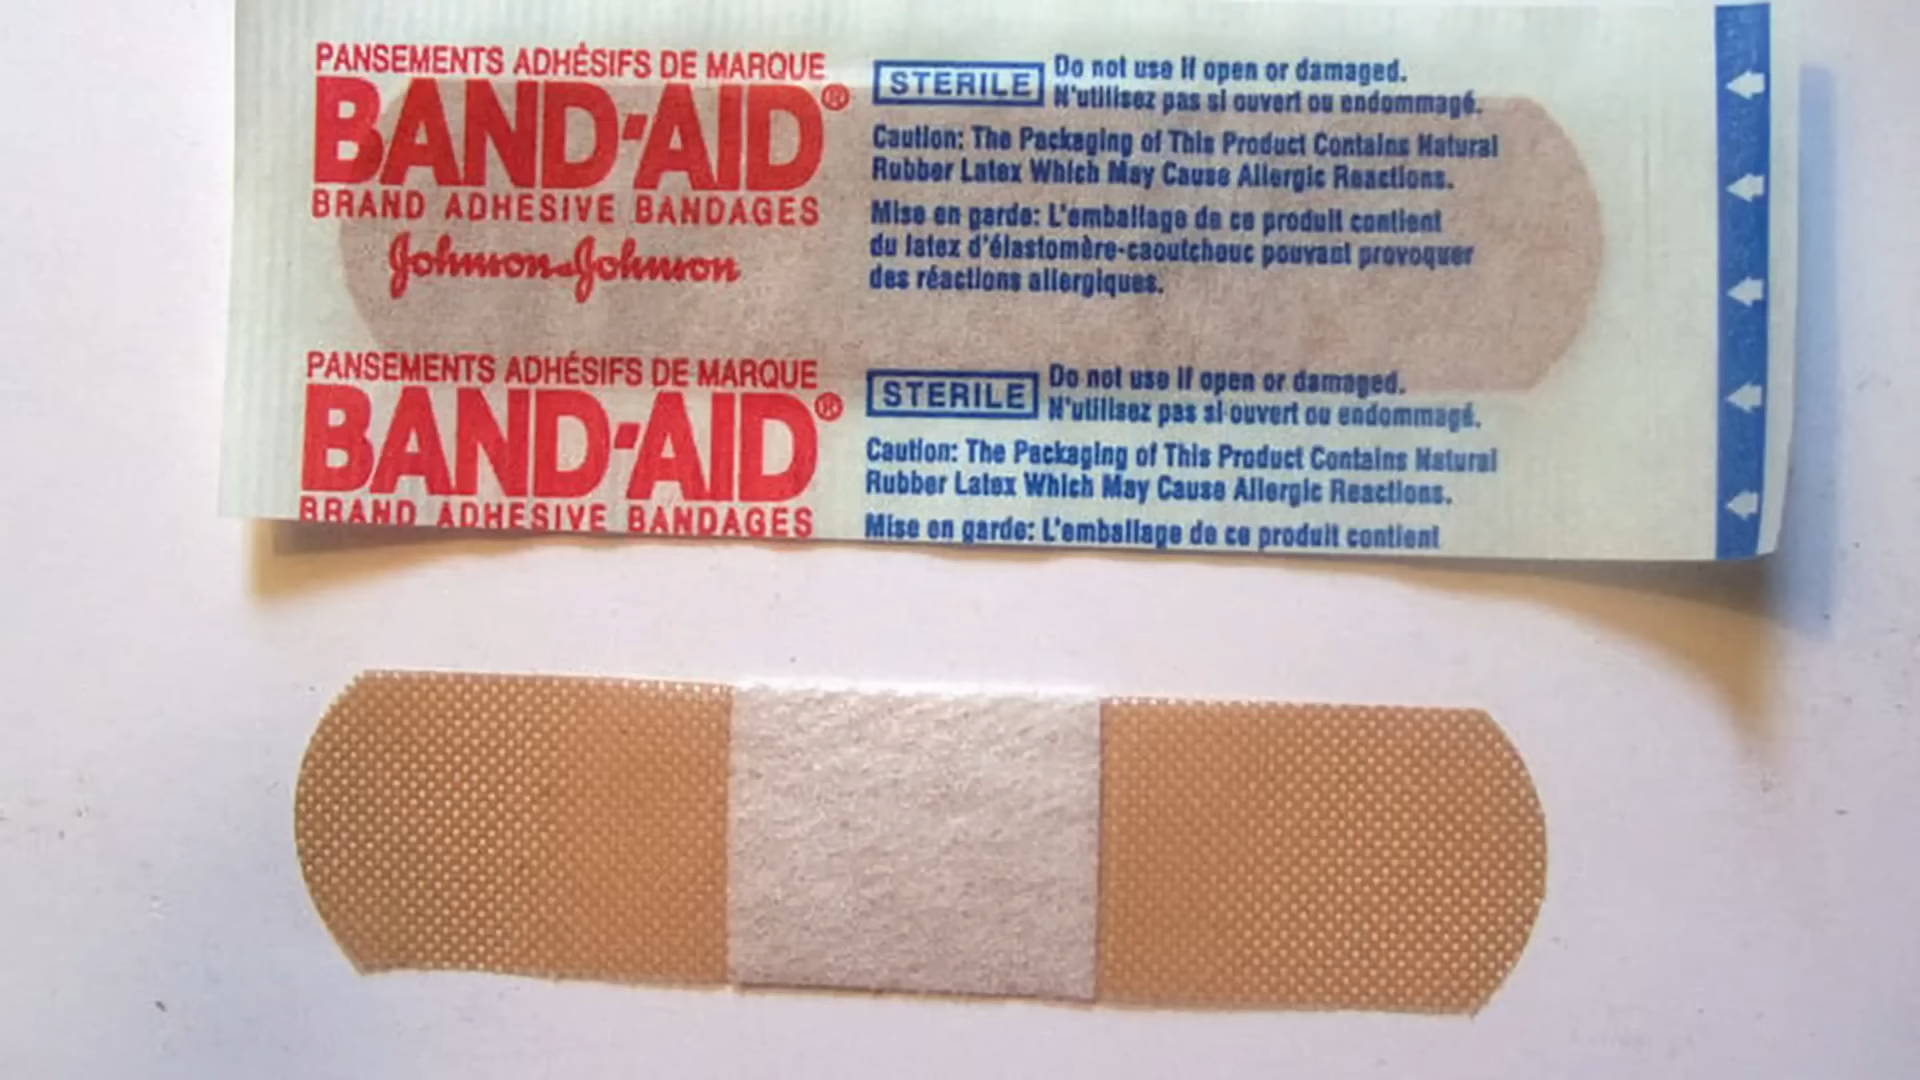 PANSEMENTS ADHÉSIFS DE MARQUE
BAND-AID®
BRAND ADHESIVE BANDAGES
Johnson & Johnson
STERILE
Do not use if open or damaged.
N'utilisez pas si ouvert ou endommagé.
Caution: The Packaging of This Product Contains Natural
Rubber Latex Which May Cause Allergic Reactions.
Mise en garde: L'emballage de ce produit contient
du latex d'élastomère-caoutchouc pouvant provoquer
des réactions allergiques.
PANSEMENTS ADHÉSIFS DE MARQUE
BAND-AID®
BRAND ADHESIVE BANDAGES
STERILE
Do not use if open or damaged.
N'utilisez pas si ouvert ou endommagé.
Caution: The Packaging of This Product Contains Natural
Rubber Latex Which May Cause Allergic Reactions.
Mise en garde: L'emballage de ce produit contient